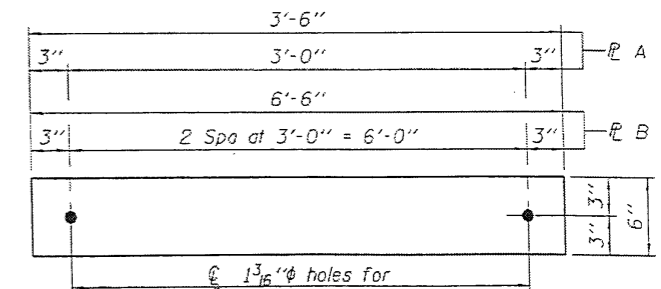 3'-6"
3" 3'-0" 3" ⅊ A
6'-6"
3" 2 Spa at 3'-0" = 6'-0" 3" ⅊ B
3"
3"
6"
℄ 1 3/16"ϕ holes for